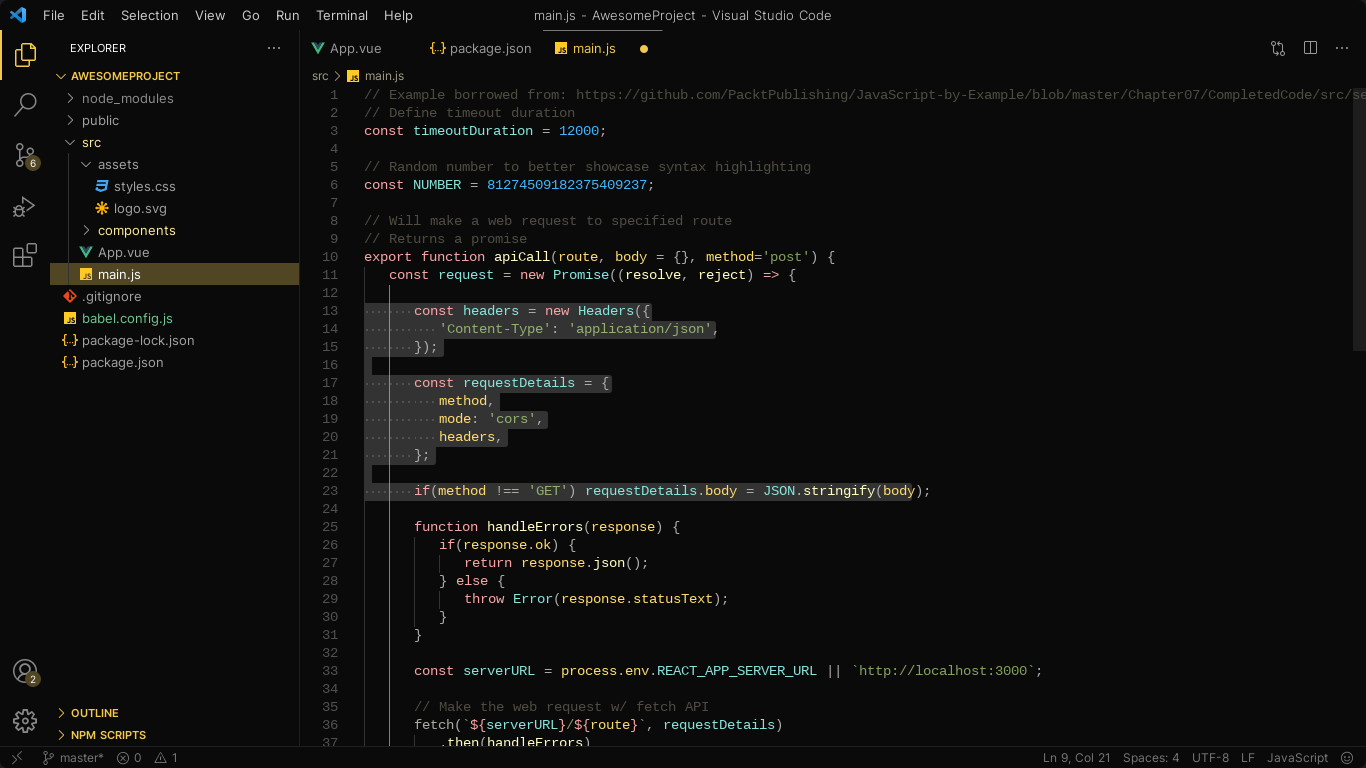 File Edit Selection View Go Run Terminal Help
main.js - AwesomeProject - Visual Studio Code
EXPLORER
AWESOMEPROJECT
node_modules
public
src
assets
styles.css
logo.svg
components
App.vue
main.js
.gitignore
babel.config.js
package-lock.json
package.json
OUTLINE
NPM SCRIPTS
6
2
App.vue package.json main.js
src main.js
1 // Example borrowed from: https://github.com/PacktPublishing/JavaScript-by-Example/blob/master/Chapter07/CompletedCode/src/se
2 // Define timeout duration
3 const timeoutDuration = 12000;
4
5 // Random number to better showcase syntax highlighting
6 const NUMBER = 81274509182375409237;
7
8 // Will make a web request to specified route
9 // Returns a promise
10 export function apiCall(route, body = {}, method='post') {
11 const request = new Promise((resolve, reject) => {
12
13 const headers = new Headers({
14 'Content-Type': 'application/json',
15 });
16
17 const requestDetails = {
18 method,
19 mode: 'cors',
20 headers,
21 };
22
23 if(method !== 'GET') requestDetails.body = JSON.stringify(body);
24
25 function handleErrors(response) {
26 if(response.ok) {
27 return response.json();
28 } else {
29 throw Error(response.statusText);
30 }
31 }
32
33 const serverURL = process.env.REACT_APP_SERVER_URL || `http://localhost:3000`;
34
35 // Make the web request w/ fetch API
36 fetch(`${serverURL}/${route}`, requestDetails)
37 .then(handleErrors)
master* 0 1
Ln 9, Col 21 Spaces: 4 UTF-8 LF JavaScript